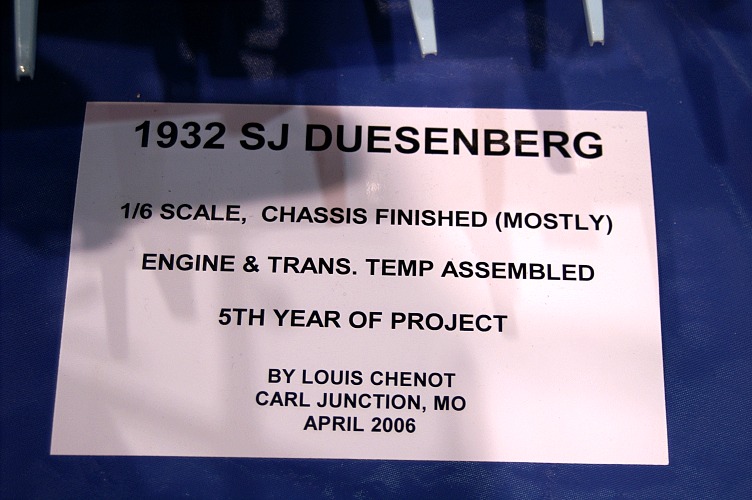 1932 SJ DUESENBERG
1/6 SCALE, CHASSIS FINISHED (MOSTLY)
ENGINE & TRANS. TEMP ASSEMBLED
5TH YEAR OF PROJECT
BY LOUIS CHENOT
CARL JUNCTION, MO
APRIL 2006